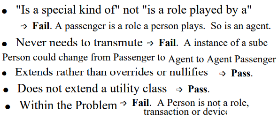 • "Is a special kind of" not "is a role played by a"
⇒ Fail. A passenger is a role a person plays. So is an agent.
• Never needs to transmute ⇒ Fail. A instance of a sube
Person could change from Passenger to Agent to Agent Passenger
• Extends rather than overrides or nullifies ⇒ Pass.
• Does not extend a utility class ⇒ Pass.
• Within the Problem ⇒ Fail. A Person is not a role,
transaction or device